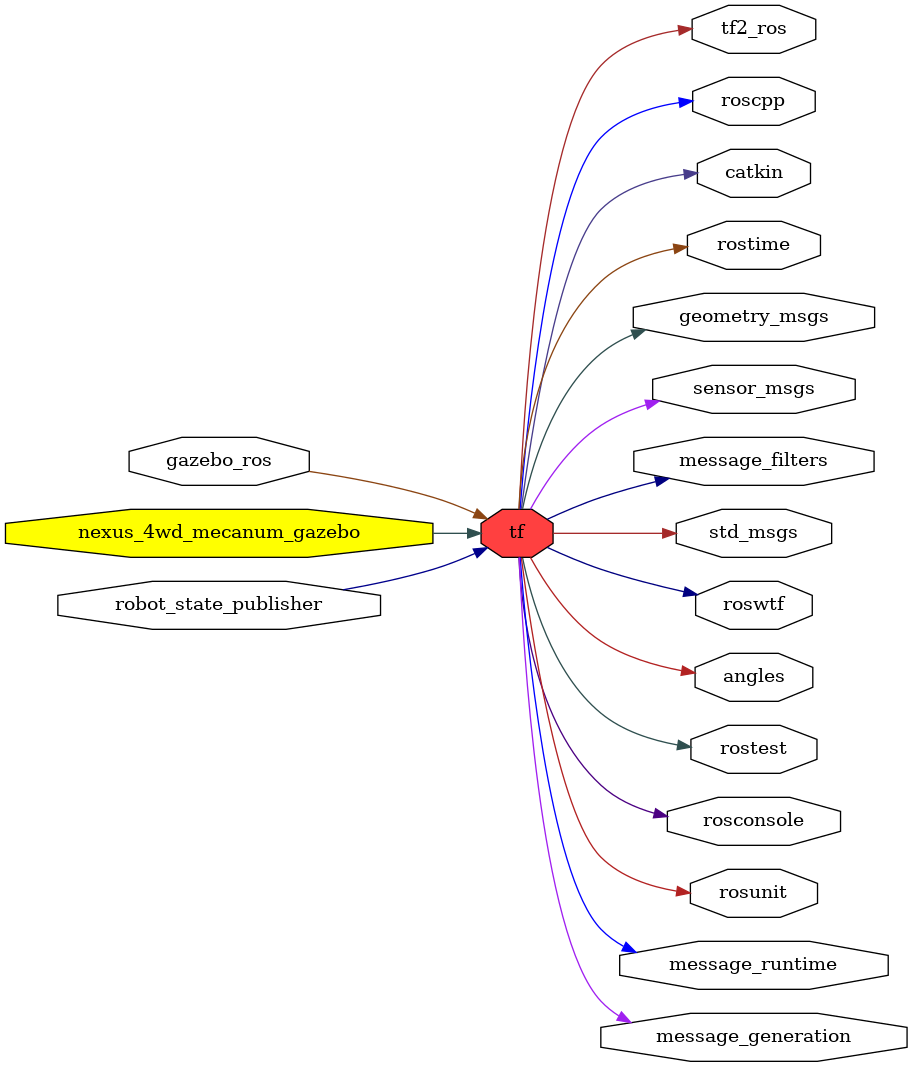 tf2_ros
roscpp
catkin
rostime
geometry_msgs
sensor_msgs
gazebo_ros
message_filters
nexus_4wd_mecanum_gazebo
tf
std_msgs
robot_state_publisher
roswtf
angles
rostest
rosconsole
rosunit
message_runtime
message_generation